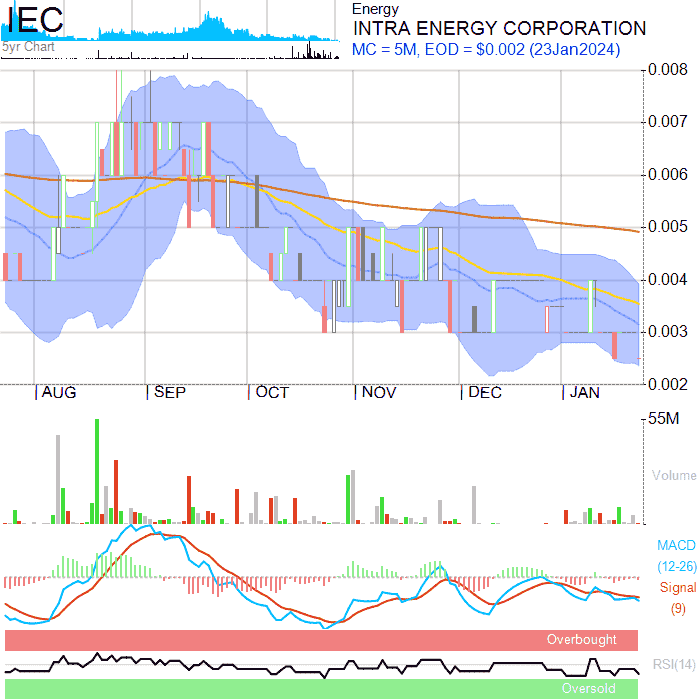 IEC
5yr Chart
Energy
INTRA ENERGY CORPORATION
MC = 5M, EOD = $0.002 (23Jan2024)
0.008
0.007
0.006
0.005
0.004
0.003
0.002
AUG SEP OCT NOV DEC JAN
55M
Volume
MACD
(12-26)
Signal
(9)
Overbought
RSI(14)
Oversold